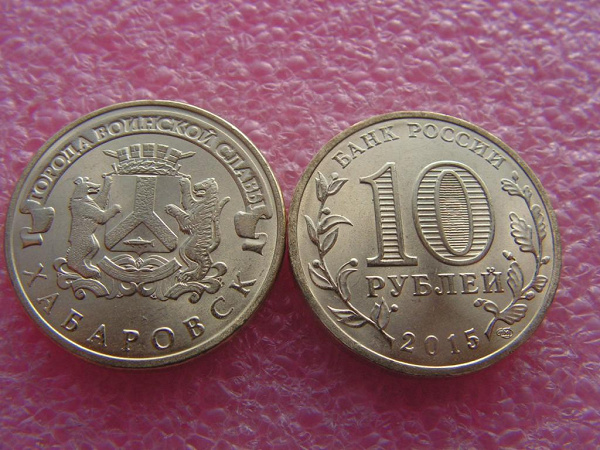 ГОРОДА ВОИНСКОЙ СЛАВЫ
ХАБАРОВСК
БАНК РОССИИ
10
РУБЛЕЙ
2015